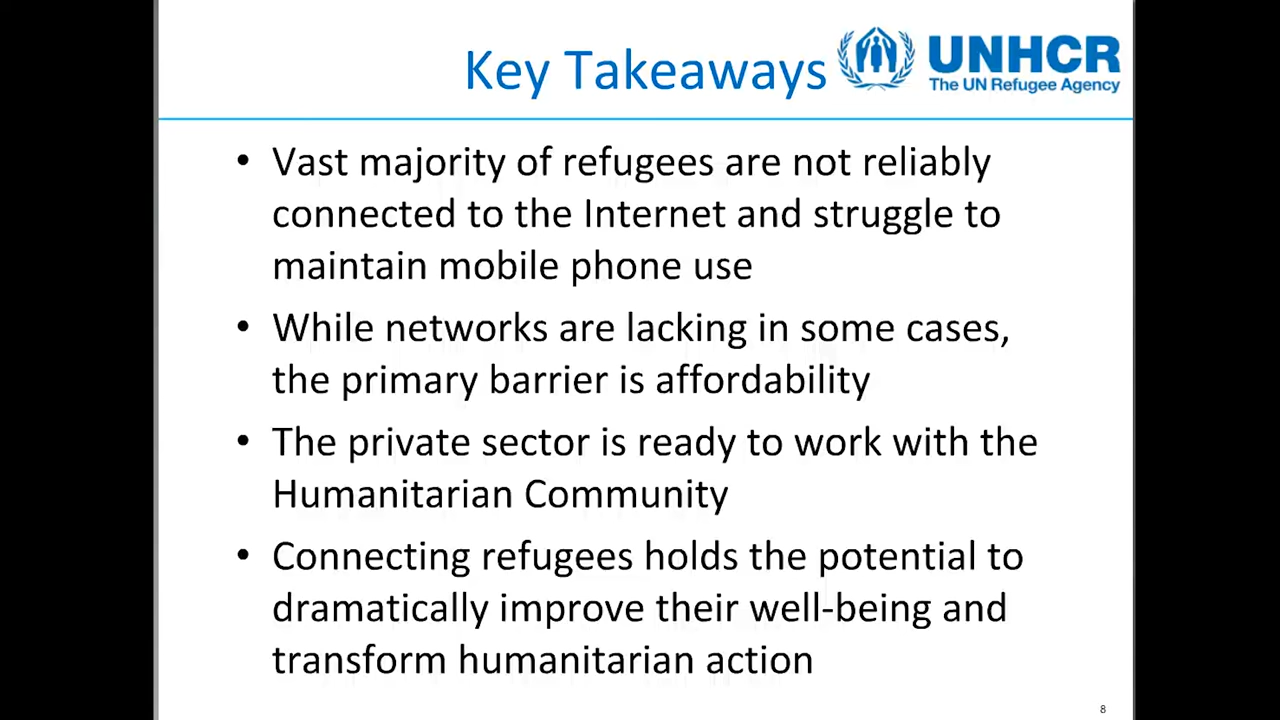 Key Takeaways
UNHCR
The UN Refugee Agency
• Vast majority of refugees are not reliably
connected to the Internet and struggle to
maintain mobile phone use
• While networks are lacking in some cases,
the primary barrier is affordability
• The private sector is ready to work with the
Humanitarian Community
• Connecting refugees holds the potential to
dramatically improve their well-being and
transform humanitarian action
8